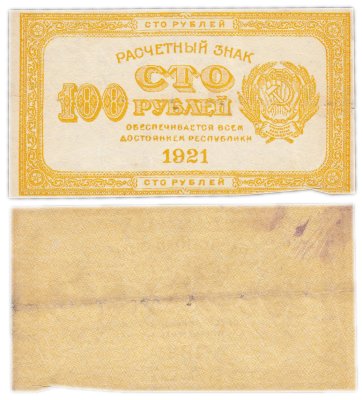 СТО РУБЛЕЙ
РАСЧЕТНЫЙ ЗНАК
СТО
100 РУБЛЕЙ
ОБЕСПЕЧИВАЕТСЯ ВСЕМ
ДОСТОЯНИЕМ РЕСПУБЛИКИ
1921
СТО РУБЛЕЙ